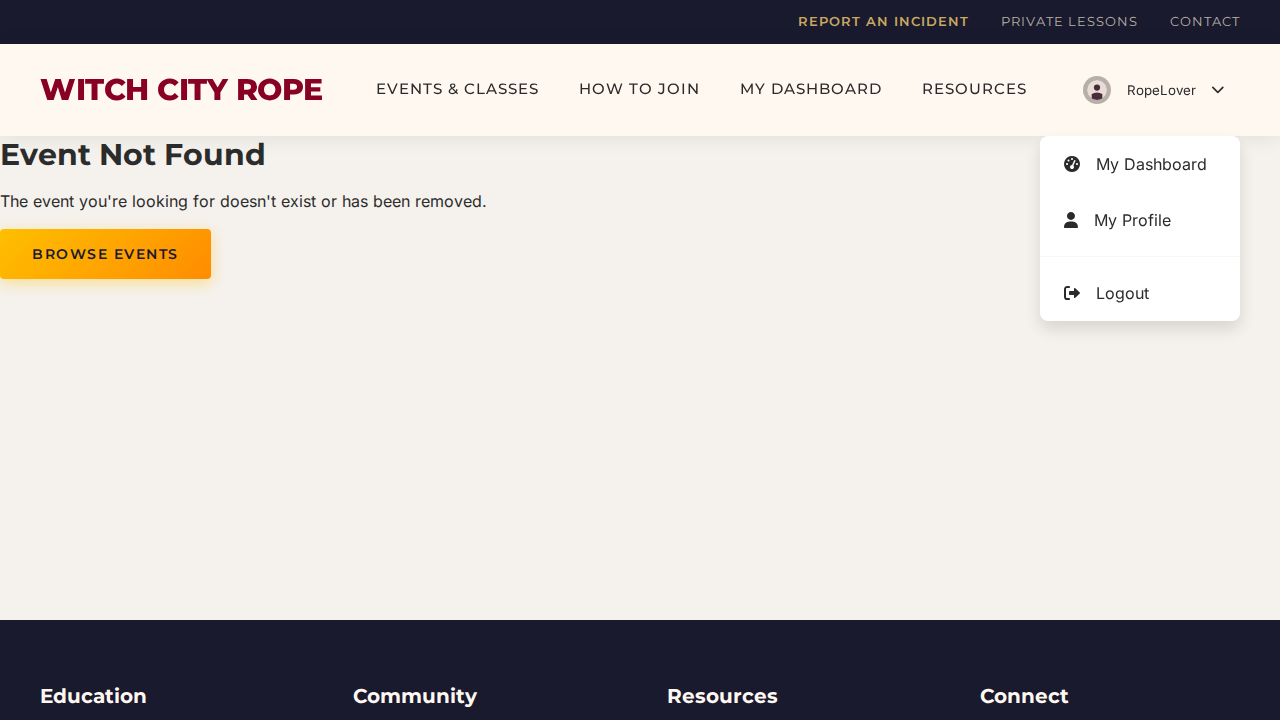 REPORT AN INCIDENT PRIVATE LESSONS CONTACT
WITCH CITY ROPE EVENTS & CLASSES HOW TO JOIN MY DASHBOARD RESOURCES RopeLover
Event Not Found
The event you're looking for doesn't exist or has been removed.
BROWSE EVENTS
My Dashboard
My Profile
Logout
Education Community Resources Connect